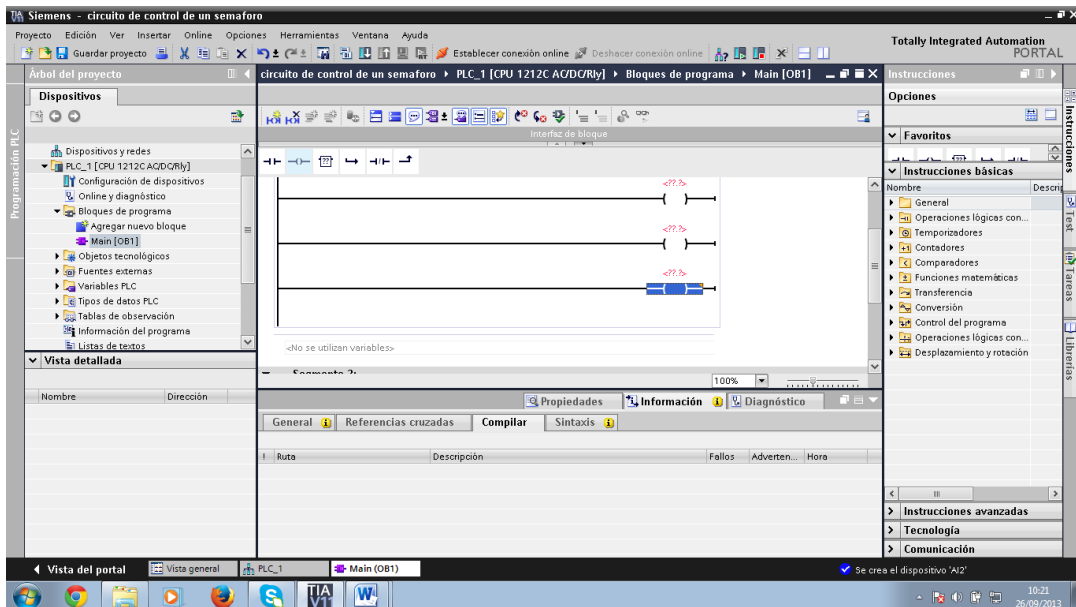 Siemens - circuito de control de un semaforo
Proyecto Edición Ver Insertar Online Opciones Herramientas Ventana Ayuda
Guardar proyecto
Establecer conexión online
Deshacer conexión online
Totally Integrated Automation
PORTAL
Árbol del proyecto
circuito de control de un semaforo PLC_1 [CPU 1212C AC/DC/Rly] Bloques de programa Main [OB1]
Instrucciones
Dispositivos
Opciones
Programación PLC
Interfaz de bloque
Dispositivos y redes
PLC_1 [CPU 1212C AC/DC/Rly]
Configuración de dispositivos
Online y diagnóstico
Bloques de programa
Agregar nuevo bloque
Main [OB1]
Objetos tecnológicos
Fuentes externas
Variables PLC
Tipos de datos PLC
Tablas de observación
Información del programa
Listas de textos
<??.?>
<??.?>
<??.?>
<No se utilizan variables>
Segmento 2:
100%
Favoritos
Instrucciones básicas
Nombre Descrip
General
Operaciones lógicas con...
Temporizadores
Contadores
Comparadores
Funciones matemáticas
Transferencia
Conversión
Control del programa
Operaciones lógicas con...
Desplazamiento y rotación
Instrucciones avanzadas
Tecnología
Comunicación
Instrucciones
Test
Tareas
Librerías
Vista detallada
Nombre Dirección
Propiedades Información Diagnóstico
General Referencias cruzadas Compilar Sintaxis
! Ruta Descripción Fallos Adverten... Hora
Vista del portal Vista general PLC_1 Main (OB1)
Se crea el dispositivo 'AI2'
TIA
V11
W
10:21
26/09/2013